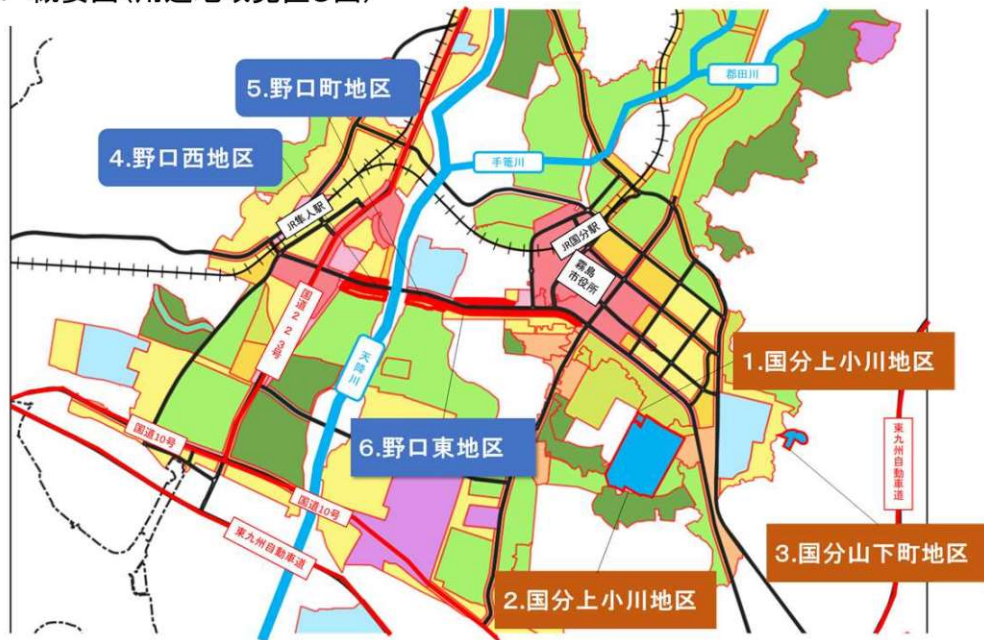 5.野口町地区
4.野口西地区
郡田川
手篭川
JR隼人駅
JR国分駅
霧島
市役所
国道223号
天降川
1.国分上小川地区
6.野口東地区
国道10号
国道10号
東九州自動車道
東九州自動車道
3.国分山下町地区
2.国分上小川地区